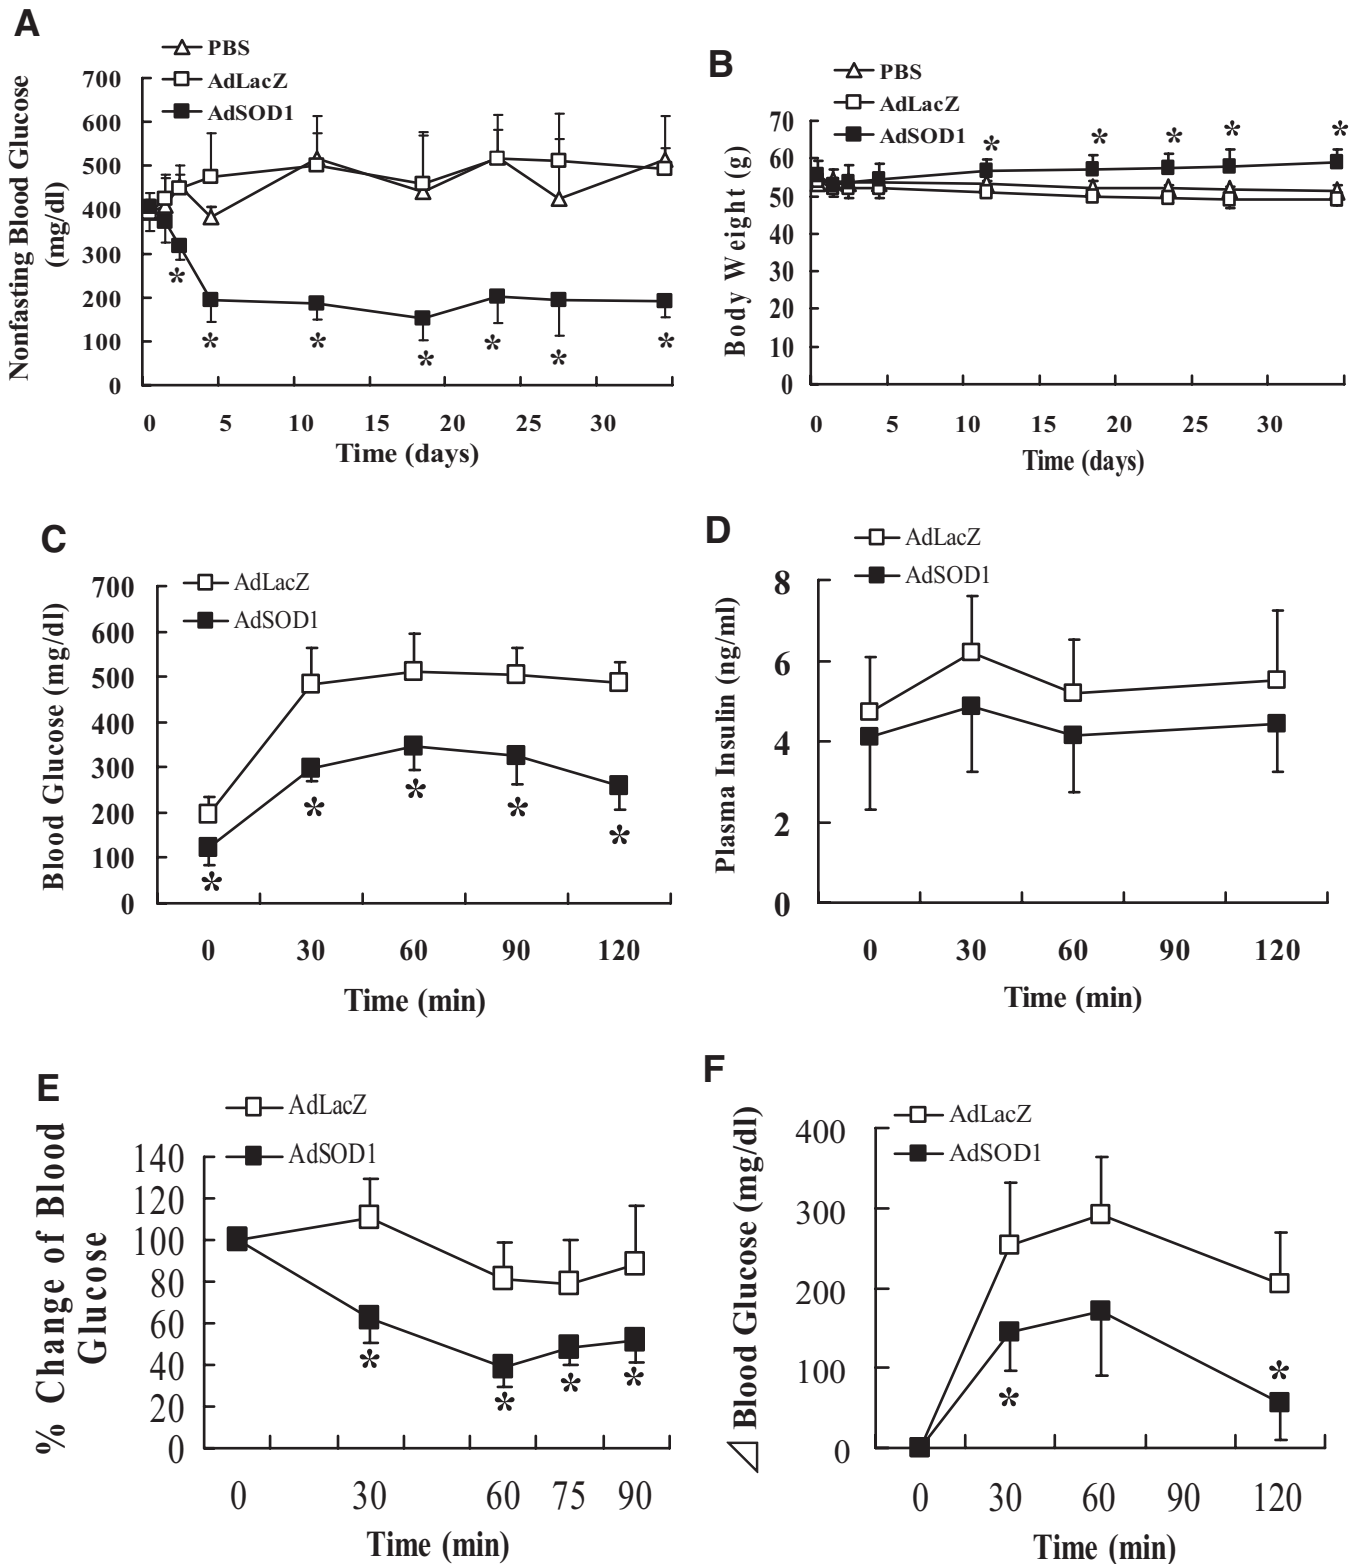 A
PBS
AdLacZ
AdSOD1
Nonfasting Blood Glucose
(mg/dl)
700
600
500
400
300
200
100
0
*
*
*
*
*
*
*
0 5 10 15 20 25 30
Time (days)
B
PBS
AdLacZ
AdSOD1
Body Weight (g)
70
60
50
40
30
20
10
0
*
*
*
*
*
0 5 10 15 20 25 30
Time (days)
C
AdLacZ
AdSOD1
Blood Glucose (mg/dl)
700
600
500
400
300
200
100
0
*
*
*
*
*
0 30 60 90 120
Time (min)
D
AdLacZ
AdSOD1
Plasma Insulin (ng/ml)
8
6
4
2
0
0 30 60 90 120
Time (min)
E
AdLacZ
AdSOD1
% Change of Blood
Glucose
140
120
100
80
60
40
20
0
*
*
*
*
0 30 60 75 90
Time (min)
F
AdLacZ
AdSOD1
⊿ Blood Glucose (mg/dl)
400
300
200
100
0
*
*
0 30 60 90 120
Time (min)